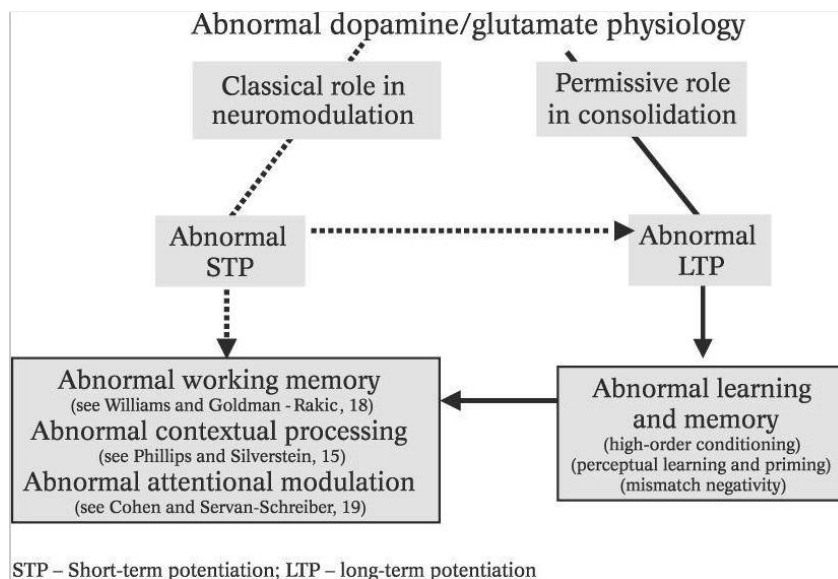 Abnormal dopamine/glutamate physiology
Classical role in
neuromodulation
Permissive role
in consolidation
Abnormal
STP
Abnormal
LTP
Abnormal working memory
(see Williams and Goldman - Rakic, 18)
Abnormal contextual processing
(see Phillips and Silverstein, 15)
Abnormal attentional modulation
(see Cohen and Servan-Schreiber, 19)
Abnormal learning
and memory
(high-order conditioning)
(perceptual learning and priming)
(mismatch negativity)
STP – Short-term potentiation; LTP – long-term potentiation